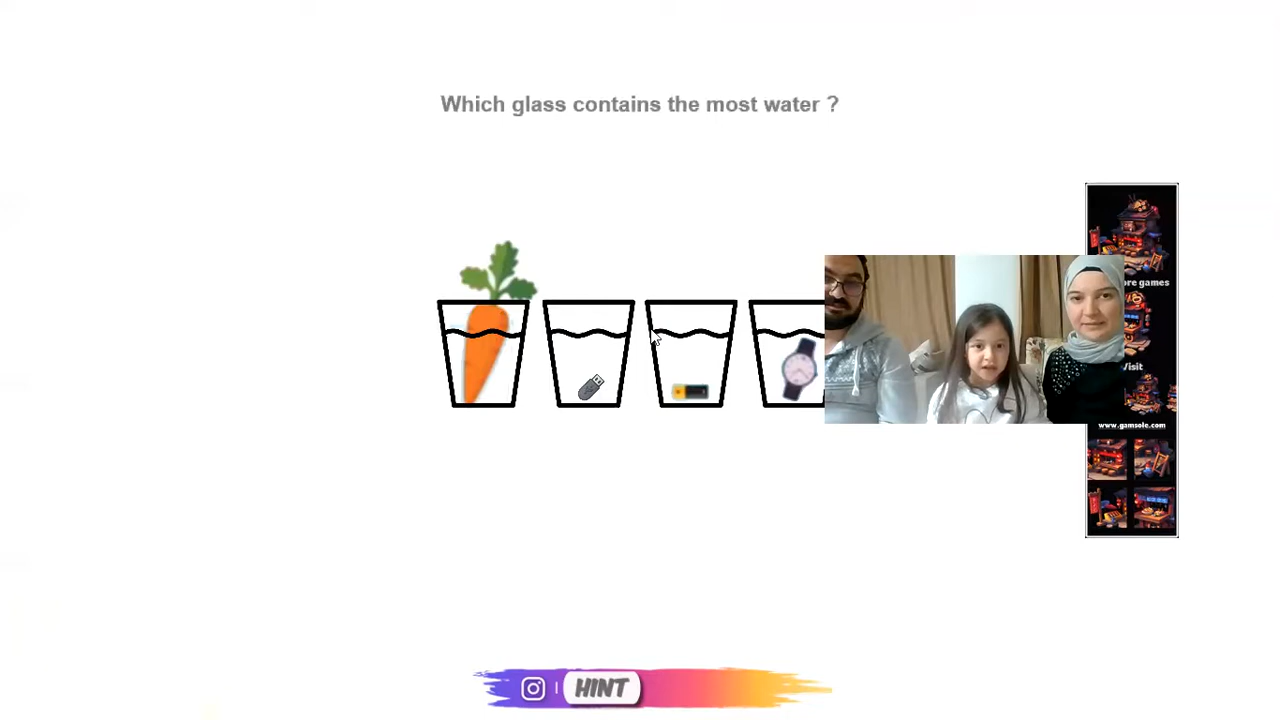 Which glass contains the most water ?
ore games
Visit
www.gamsole.com
HINT